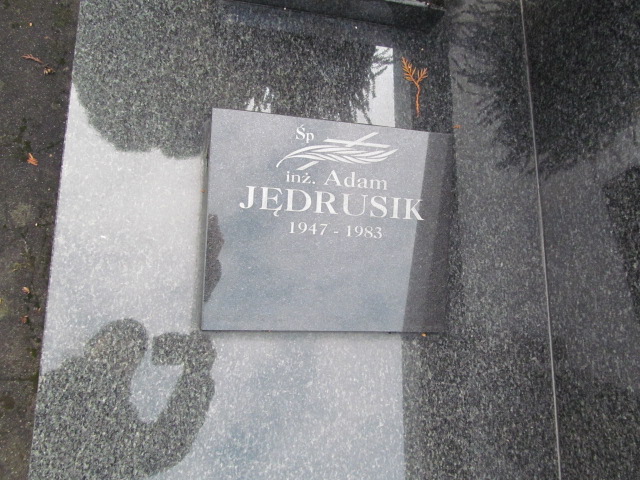 Śp
inż. Adam
JĘDRUSIK
1947 - 1983